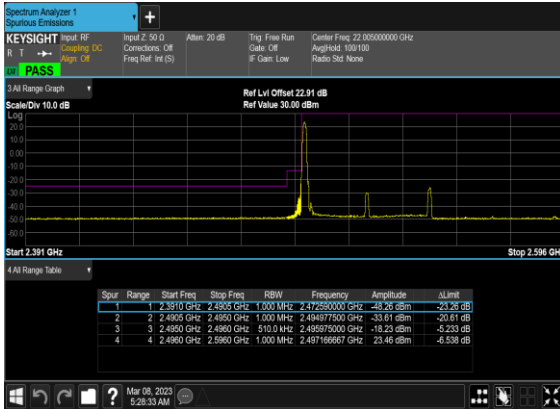 Spectrum Analyzer 1
Spurious Emissions
+
KEYSIGHT Input: RF Input Z: 50 Ω Atten: 20 dB Trig: Free Run Center Freq: 22.005000000 GHz
R T Coupling: DC Corrections: Off Gate: Off Avg|Hold: 100/100
Align: Off Freq Ref: Int (S) IF Gain: Low Radio Std: None
LXI PASS
3 All Range Graph
Ref Lvl Offset 22.91 dB
Scale/Div 10.0 dB Ref Value 30.00 dBm
Log
20.0
10.0
0.00
-10.0
-20.0
-30.0
-40.0
-50.0
-60.0
Start 2.391 GHz Stop 2.596 GH
4 All Range Table
Spur Range Start Freq Stop Freq RBW Frequency Amplitude ΔLimit
1 1 2.3910 GHz 2.4905 GHz 1.000 MHz 2.472590000 GHz -48.26 dBm -23.26 dB
2 2 2.4905 GHz 2.4950 GHz 1.000 MHz 2.494977500 GHz -33.61 dBm -20.61 dB
3 3 2.4950 GHz 2.4960 GHz 510.0 kHz 2.495975000 GHz -18.23 dBm -5.233 dB
4 4 2.4960 GHz 2.5960 GHz 1.000 MHz 2.497166667 GHz 23.46 dBm -6.538 dB
? Mar 08, 2023
5:28:33 AM